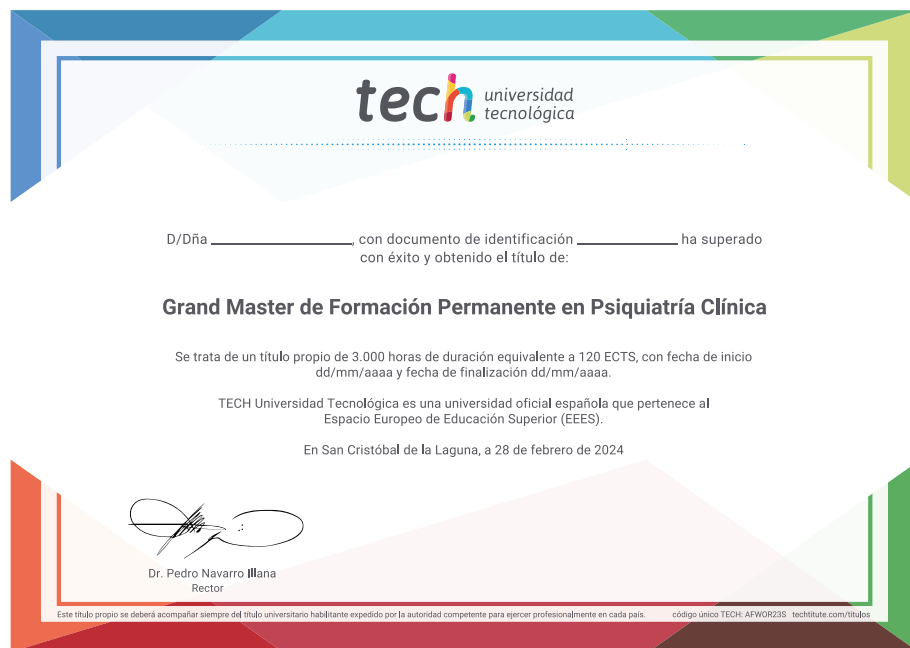 tech universidad
tecnológica
D/Dña ________________, con documento de identificación ____________ ha superado
con éxito y obtenido el título de:
Grand Master de Formación Permanente en Psiquiatría Clínica
Se trata de un título propio de 3.000 horas de duración equivalente a 120 ECTS, con fecha de inicio
dd/mm/aaaa y fecha de finalización dd/mm/aaaa.
TECH Universidad Tecnológica es una universidad oficial española que pertenece al
Espacio Europeo de Educación Superior (EEES).
En San Cristóbal de la Laguna, a 28 de febrero de 2024
Dr. Pedro Navarro Illana
Rector
Este título propio se deberá acompañar siempre del título universitario habilitante expedido por la autoridad competente para ejercer profesionalmente en cada país. código único TECH: AFWOR23S techtitute.com/titulos